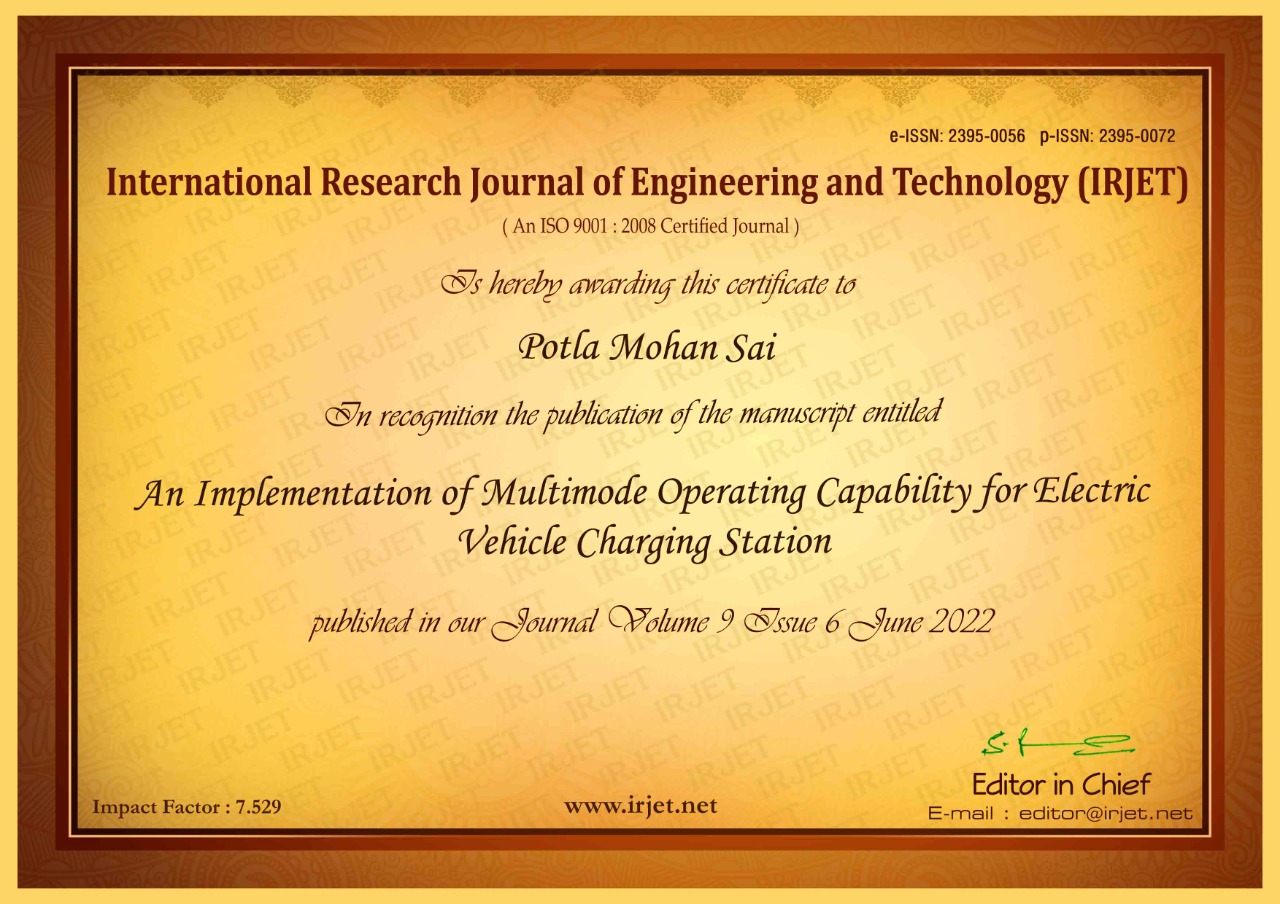 e-ISSN: 2395-0056 p-ISSN: 2395-0072
International Research Journal of Engineering and Technology (IRJET)
( An ISO 9001 : 2008 Certified Journal )
Is hereby awarding this certificate to
Potla Mohan Sai
In recognition the publication of the manuscript entitled
An Implementation of Multimode Operating Capability for Electric
Vehicle Charging Station
published in our Journal Volume 9 Issue 6 June 2022
Editor in Chief
Impact Factor : 7.529
www.irjet.net
E-mail : editor@irjet.net